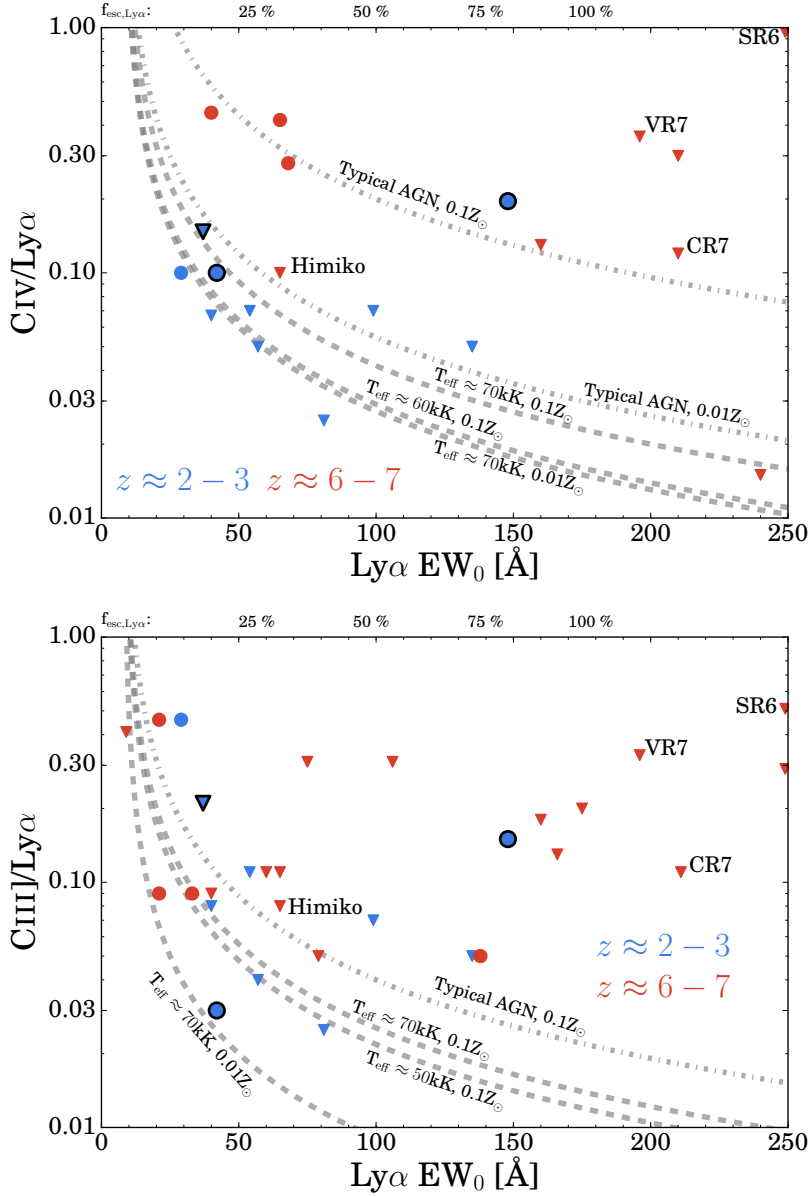 f_esc,Lyα: 25 % 50 % 75 % 100 %
1.00
SR6
VR7
0.30
Typical AGN, 0.1Z⊙
CIV/Lyα
0.10
Himiko
CR7
0.03
T_eff ≈ 70kK, 0.1Z⊙
Typical AGN, 0.01Z⊙
T_eff ≈ 60kK, 0.1Z⊙
T_eff ≈ 70kK, 0.01Z⊙
z ≈ 2 − 3 z ≈ 6 − 7
0.01
0 50 100 150 200 250
Lyα EW₀ [Å]
f_esc,Lyα: 25 % 50 % 75 % 100 %
1.00
SR6
VR7
0.30
CIII]/Lyα
0.10
CR7
Himiko
z ≈ 2 − 3
z ≈ 6 − 7
0.03
Typical AGN, 0.1Z⊙
T_eff ≈ 70kK, 0.01Z⊙
T_eff ≈ 70kK, 0.1Z⊙
T_eff ≈ 50kK, 0.1Z⊙
0.01
0 50 100 150 200 250
Lyα EW₀ [Å]